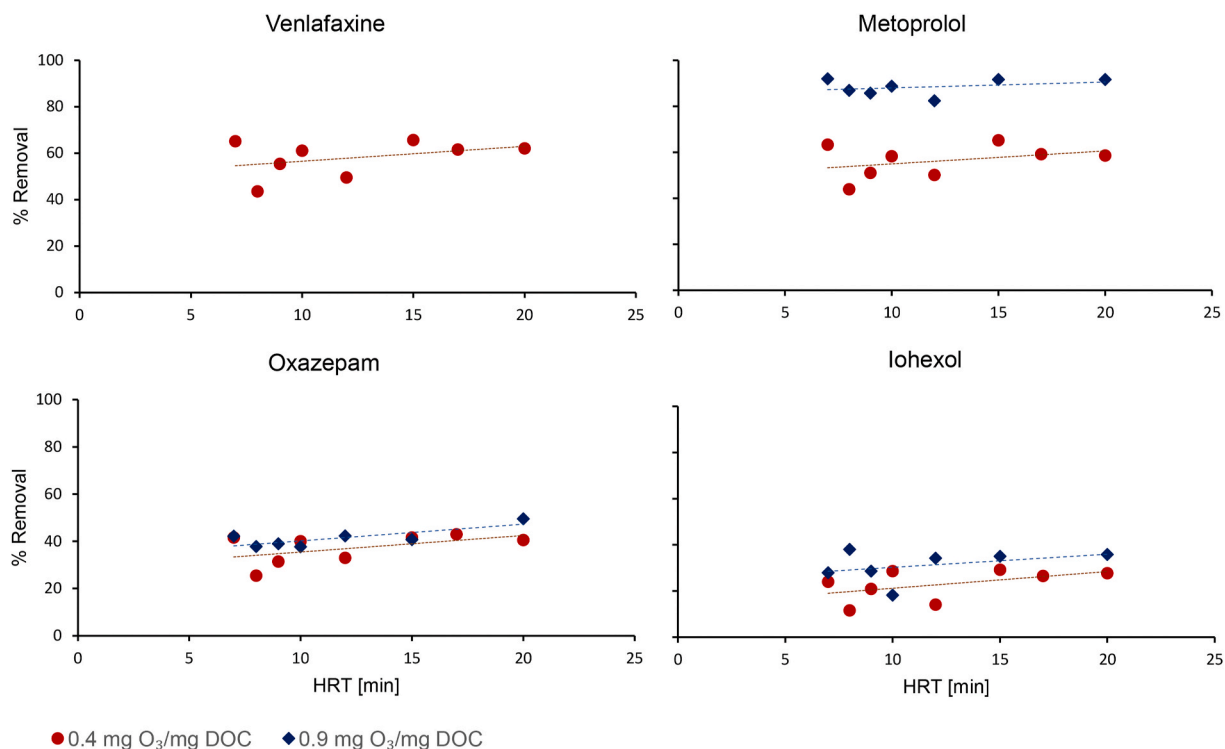 Venlafaxine
Metoprolol
% Removal
100
80
60
40
20
0
0 5 10 15 20 25
0 5 10 15 20 25
Oxazepam
Iohexol
% Removal
100
80
60
40
20
0
0 5 10 15 20 25
0 5 10 15 20 25
HRT [min]
HRT [min]
0.4 mg O₃/mg DOC
0.9 mg O₃/mg DOC